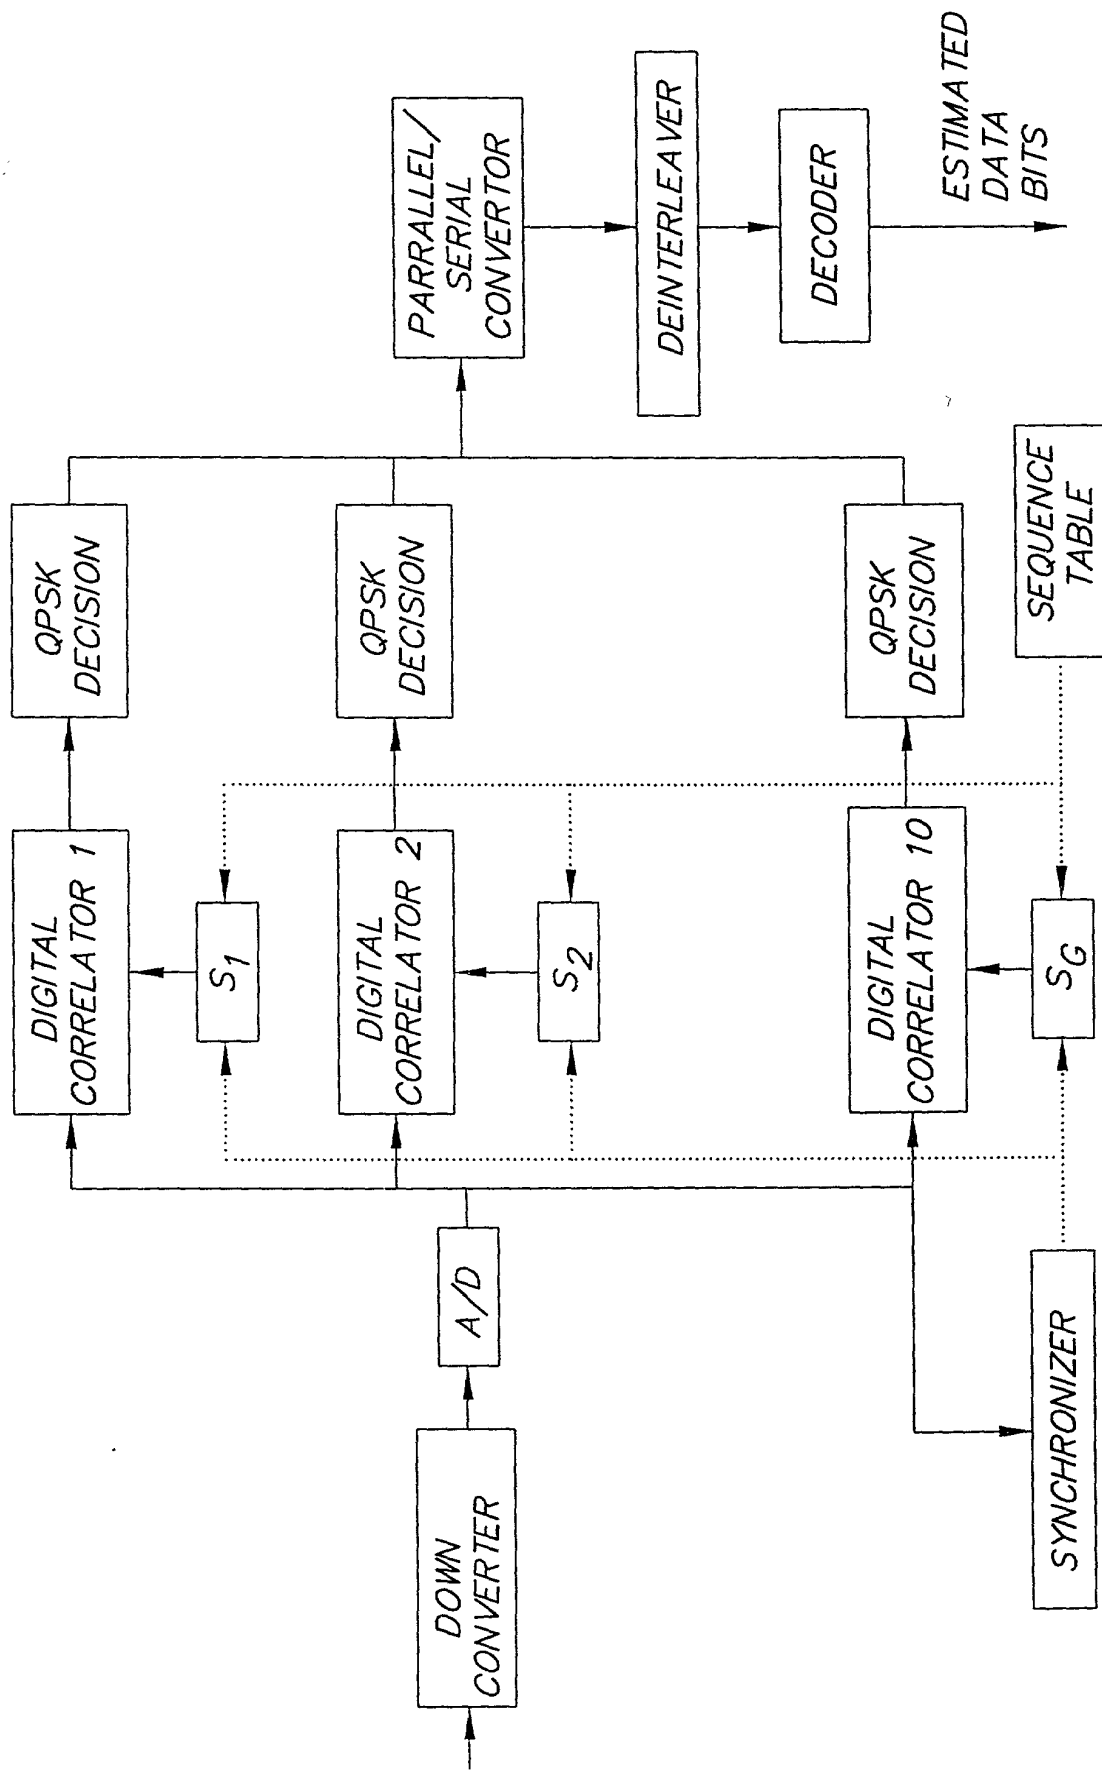 DOWN
CONVERTER
A/D
SYNCHRONIZER
DIGITAL
CORRELATOR 1
S1
DIGITAL
CORRELATOR 2
S2
DIGITAL
CORRELATOR 10
SG
QPSK
DECISION
QPSK
DECISION
QPSK
DECISION
SEQUENCE
TABLE
PARRALLEL/
SERIAL
CONVERTOR
DEINTERLEAVER
DECODER
ESTIMATED
DATA
BITS